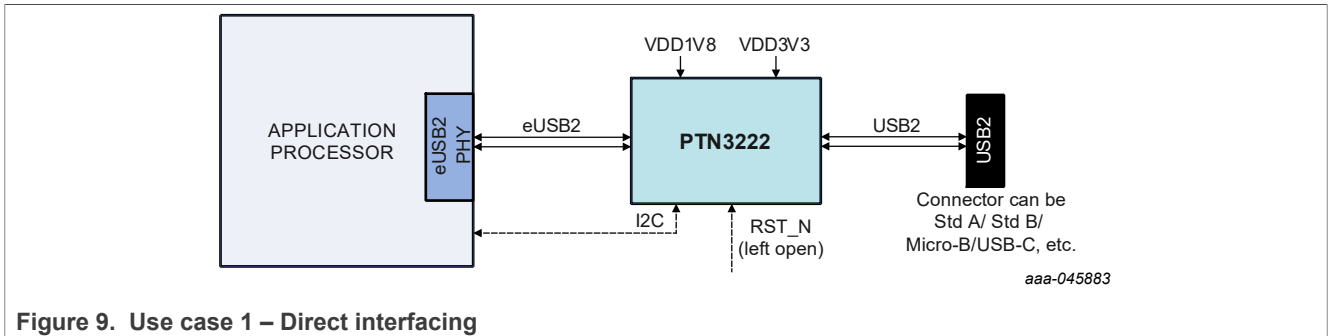 VDD1V8 VDD3V3
APPLICATION
PROCESSOR
eUSB2
PHY
eUSB2
PTN3222
USB2
USB2
I2C
RST_N
(left open)
Connector can be
Std A/ Std B/
Micro-B/USB-C, etc.
aaa-045883
Figure 9. Use case 1 – Direct interfacing